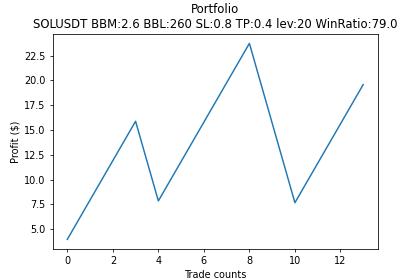 Portfolio
SOLUSDT BBM:2.6 BBL:260 SL:0.8 TP:0.4 lev:20 WinRatio:79.0
22.5
20.0
17.5
15.0
12.5
10.0
7.5
5.0
Profit ($)
0 2 4 6 8 10 12
Trade counts